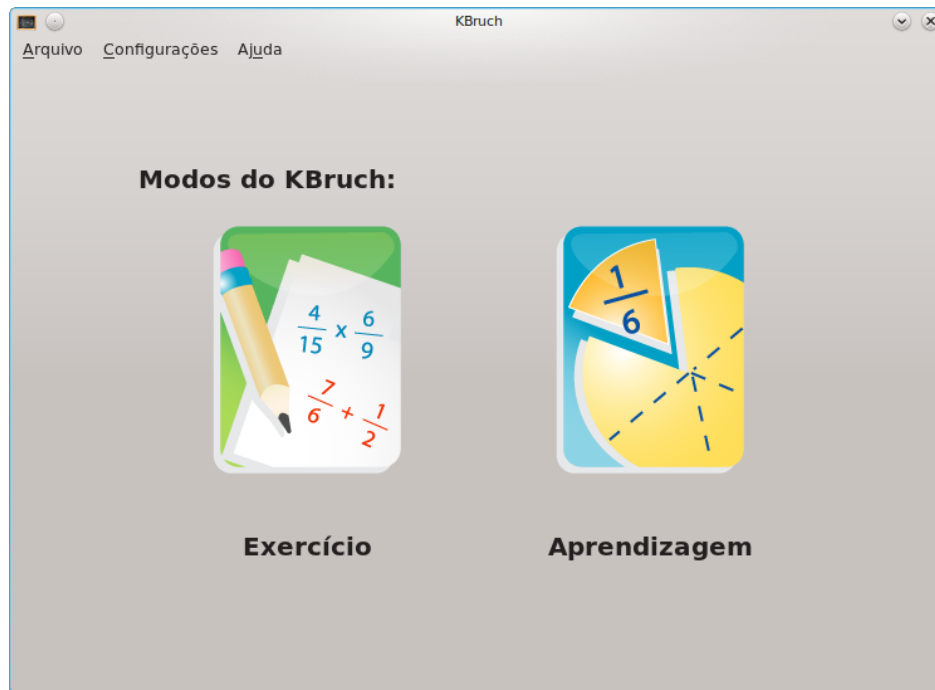 KBruch
Arquivo Configurações Ajuda
Modos do KBruch:
4/15 x 6/9
7/6 + 1/2
1/6
Exercício Aprendizagem